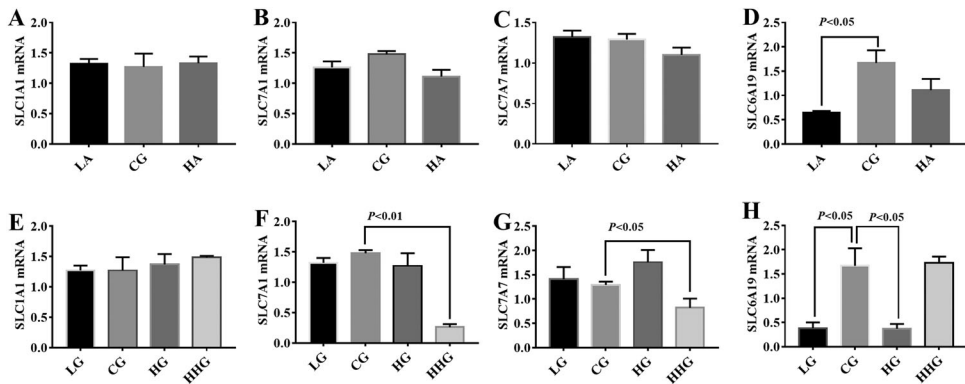 A
SLC1A1 mRNA
2.0
1.5
1.0
0.5
0.0
LA
CG
HA
B
SLC7A1 mRNA
2.0
1.5
1.0
0.5
0.0
LA
CG
HA
C
SLC7A7 mRNA
1.5
1.0
0.5
0.0
LA
CG
HA
D
P<0.05
SLC6A19 mRNA
2.5
2.0
1.5
1.0
0.5
0.0
LA
CG
HA
E
SLC1A1 mRNA
2.0
1.5
1.0
0.5
0.0
LG
CG
HG
HHG
F
P<0.01
SLC7A1 mRNA
2.0
1.5
1.0
0.5
0.0
LG
CG
HG
HHG
G
P<0.05
SLC7A7 mRNA
2.5
2.0
1.5
1.0
0.5
0.0
LG
CG
HG
HHG
H
P<0.05
P<0.05
SLC6A19 mRNA
2.5
2.0
1.5
1.0
0.5
0.0
LG
CG
HG
HHG